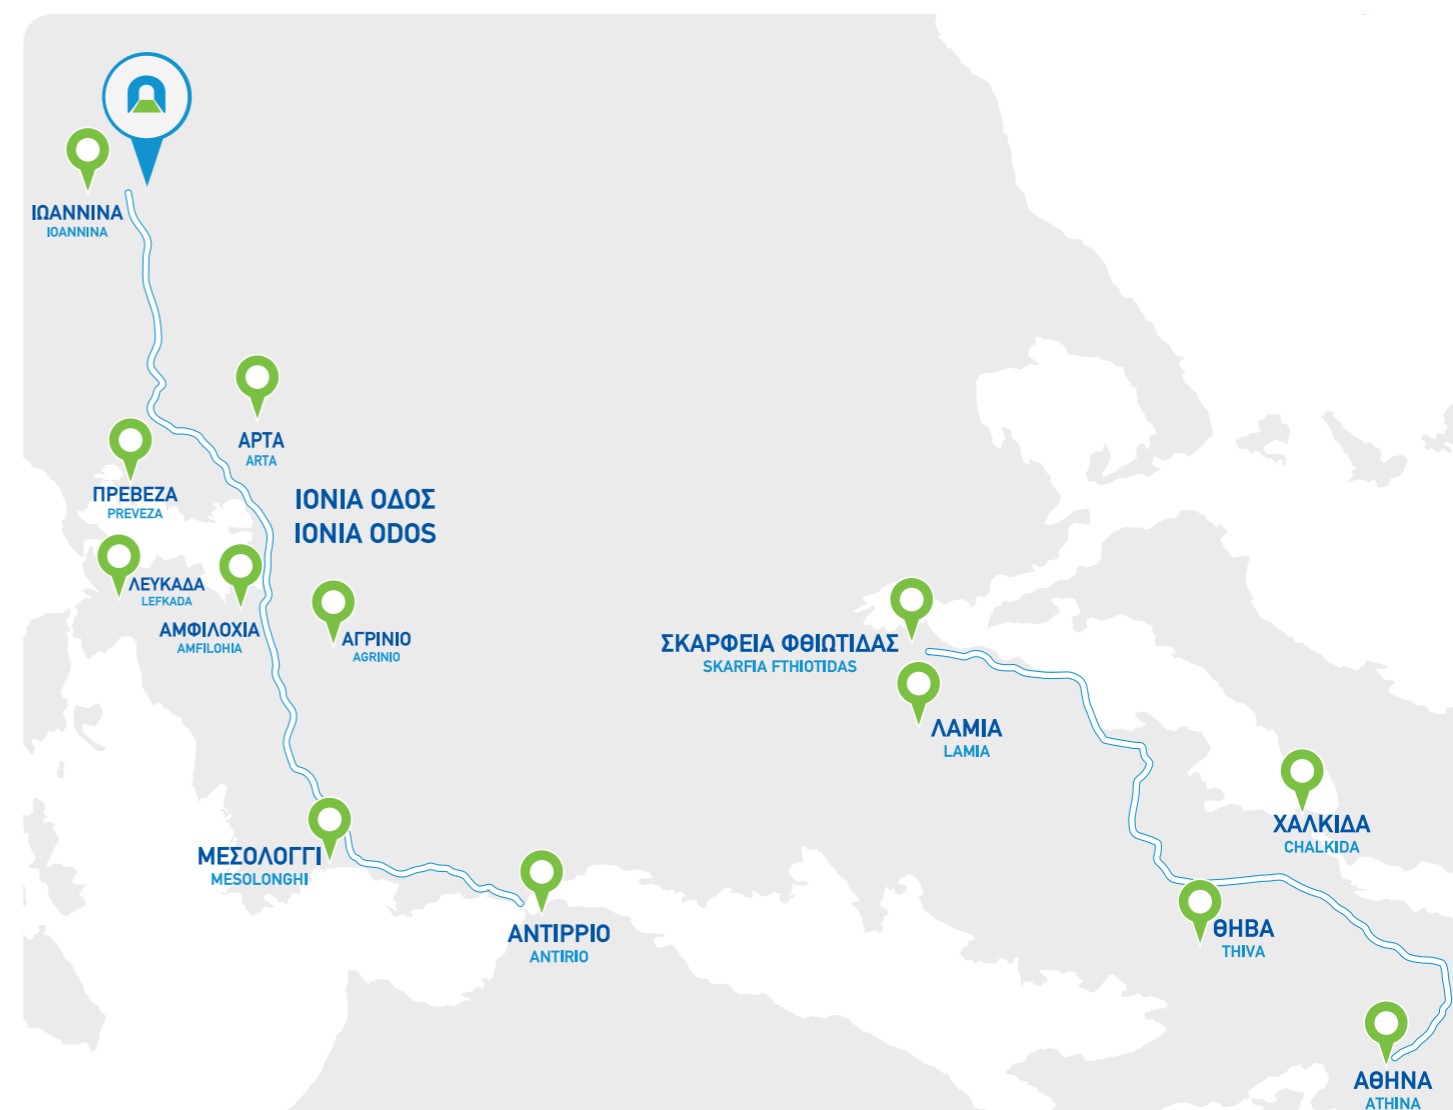 ΙΩΑΝΝΙΝΑ
IOANNINA
ΑΡΤΑ
ARTA
ΠΡΕΒΕΖΑ
PREVEZA
ΙΟΝΙΑ ΟΔΟΣ
IONIA ODOS
ΛΕΥΚΑΔΑ
LEFKADA
ΑΜΦΙΛΟΧΙΑ
AMFILOHIA
ΑΓΡΙΝΙΟ
AGRINIO
ΣΚΑΡΦΕΙΑ ΦΘΙΩΤΙΔΑΣ
SKARFIA FTHIOTIDAS
ΛΑΜΙΑ
LAMIA
ΧΑΛΚΙΔΑ
CHALKIDA
ΜΕΣΟΛΟΓΓΙ
MESOLONGHI
ΑΝΤΙΡΡΙΟ
ANTIRIO
ΘΗΒΑ
THIVA
ΑΘΗΝΑ
ATHINA